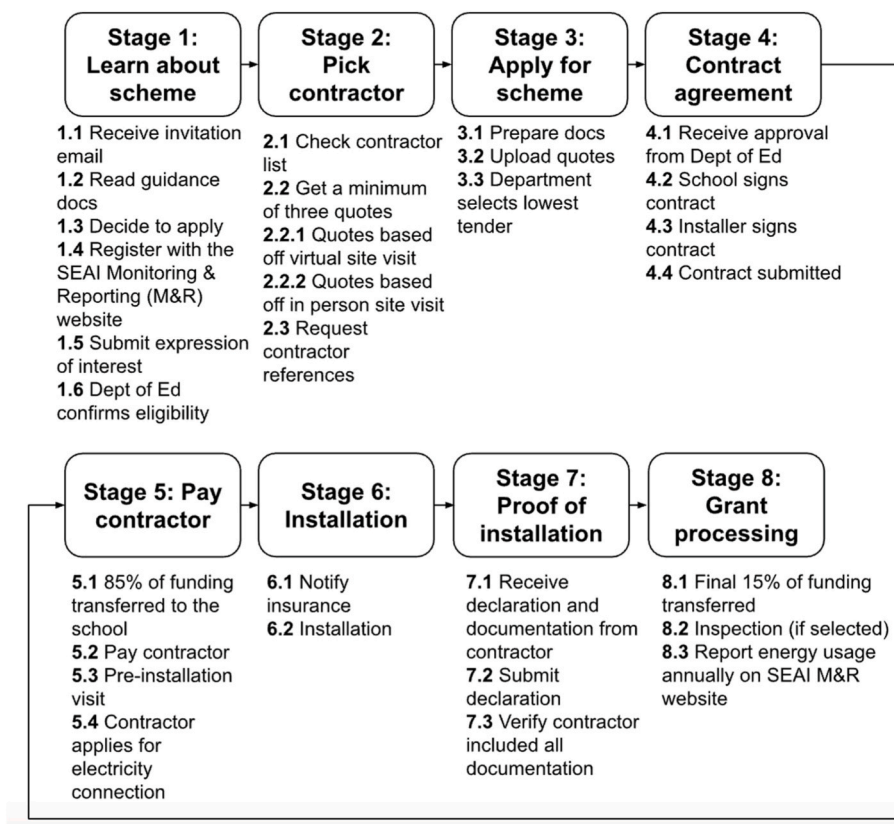 Stage 1:
Learn about
scheme
1.1 Receive invitation
email
1.2 Read guidance
docs
1.3 Decide to apply
1.4 Register with the
SEAI Monitoring &
Reporting (M&R)
website
1.5 Submit expression
of interest
1.6 Dept of Ed
confirms eligibility
Stage 2:
Pick
contractor
2.1 Check contractor
list
2.2 Get a minimum
of three quotes
2.2.1 Quotes based
off virtual site visit
2.2.2 Quotes based
off in person site visit
2.3 Request
contractor
references
Stage 3:
Apply for
scheme
3.1 Prepare docs
3.2 Upload quotes
3.3 Department
selects lowest
tender
Stage 4:
Contract
agreement
4.1 Receive approval
from Dept of Ed
4.2 School signs
contract
4.3 Installer signs
contract
4.4 Contract submitted
Stage 5: Pay
contractor
5.1 85% of funding
transferred to the
school
5.2 Pay contractor
5.3 Pre-installation
visit
5.4 Contractor
applies for
electricity
connection
Stage 6:
Installation
6.1 Notify
insurance
6.2 Installation
Stage 7:
Proof of
installation
7.1 Receive
declaration and
documentation from
contractor
7.2 Submit
declaration
7.3 Verify contractor
included all
documentation
Stage 8:
Grant
processing
8.1 Final 15% of funding
transferred
8.2 Inspection (if selected)
8.3 Report energy usage
annually on SEAI M&R
website